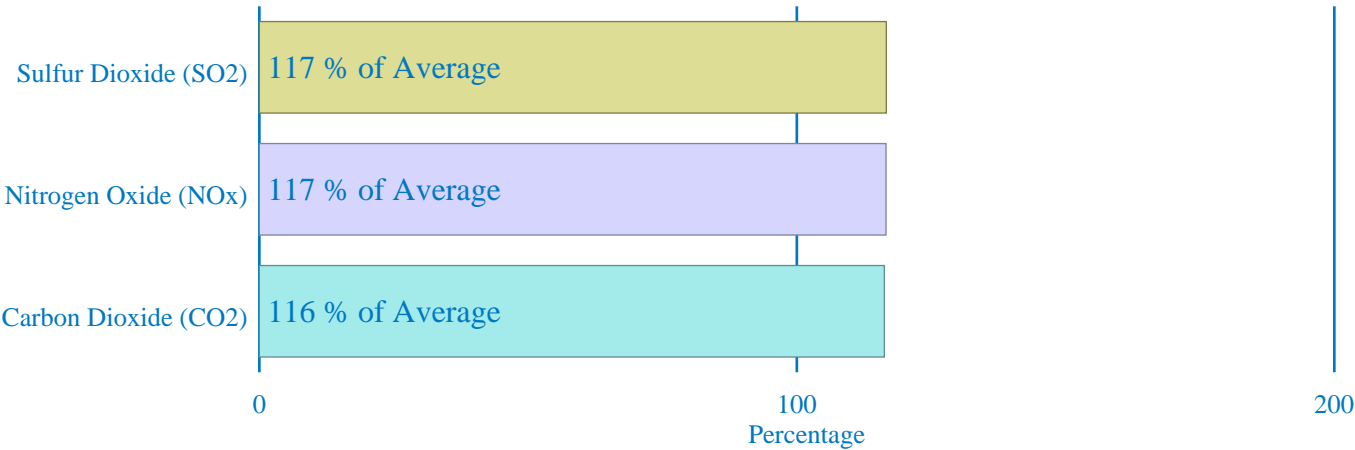 Sulfur Dioxide (SO2)
117 % of Average
Nitrogen Oxide (NOx)
117 % of Average
Carbon Dioxide (CO2)
116 % of Average
0
100
200
Percentage